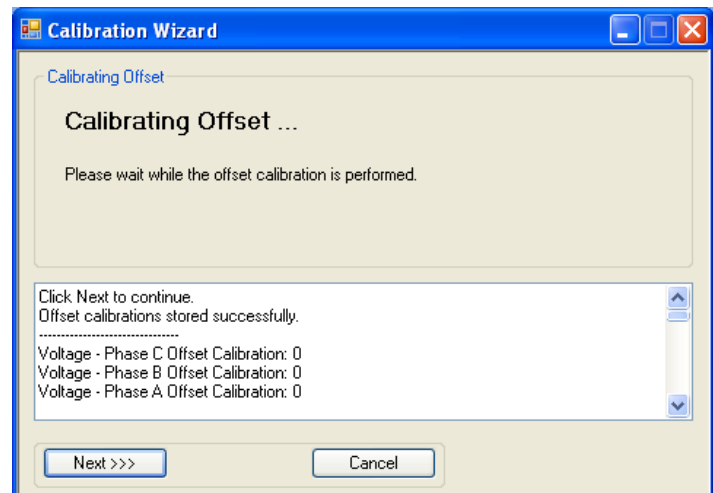 Calibration Wizard
Calibrating Offset
Calibrating Offset ...
Please wait while the offset calibration is performed.
Click Next to continue.
Offset calibrations stored successfully.
-------------------------------
Voltage - Phase C Offset Calibration: 0
Voltage - Phase B Offset Calibration: 0
Voltage - Phase A Offset Calibration: 0
Next >>>
Cancel